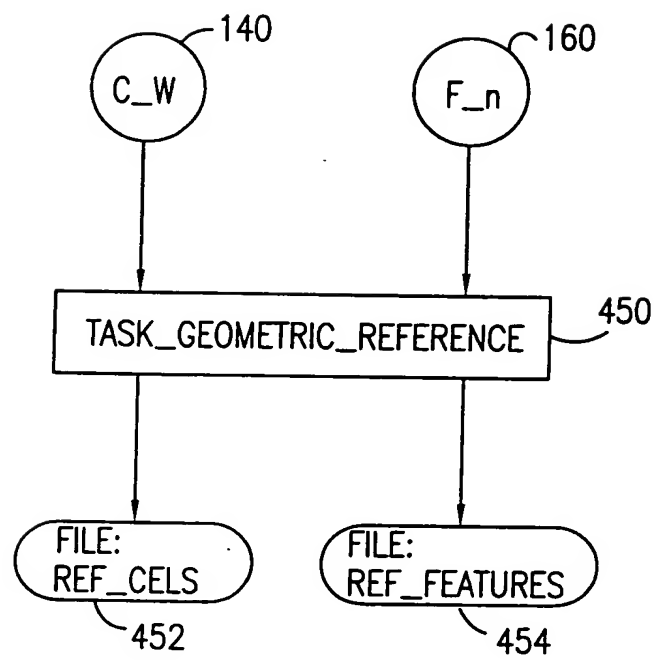 140
160
C_W
F_n
TASK_GEOMETRIC_REFERENCE
450
FILE:
REF_CELS
FILE:
REF_FEATURES
452
454